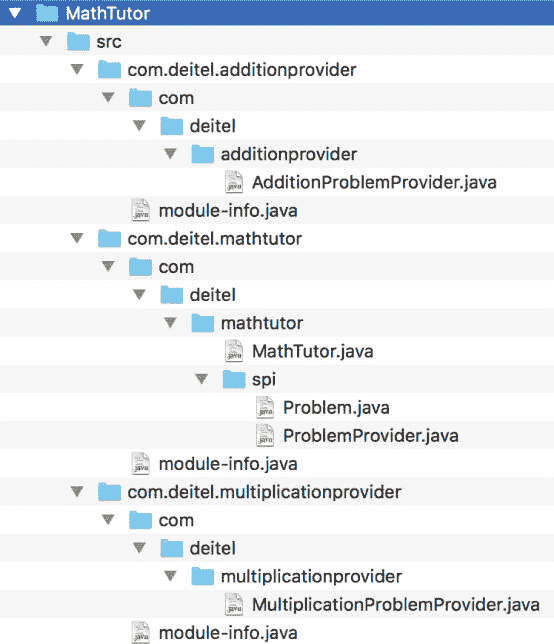 MathTutor
src
com.deitel.additionprovider
com
deitel
additionprovider
AdditionProblemProvider.java
module-info.java
com.deitel.mathtutor
com
deitel
mathtutor
MathTutor.java
spi
Problem.java
ProblemProvider.java
module-info.java
com.deitel.multiplicationprovider
com
deitel
multiplicationprovider
MultiplicationProblemProvider.java
module-info.java